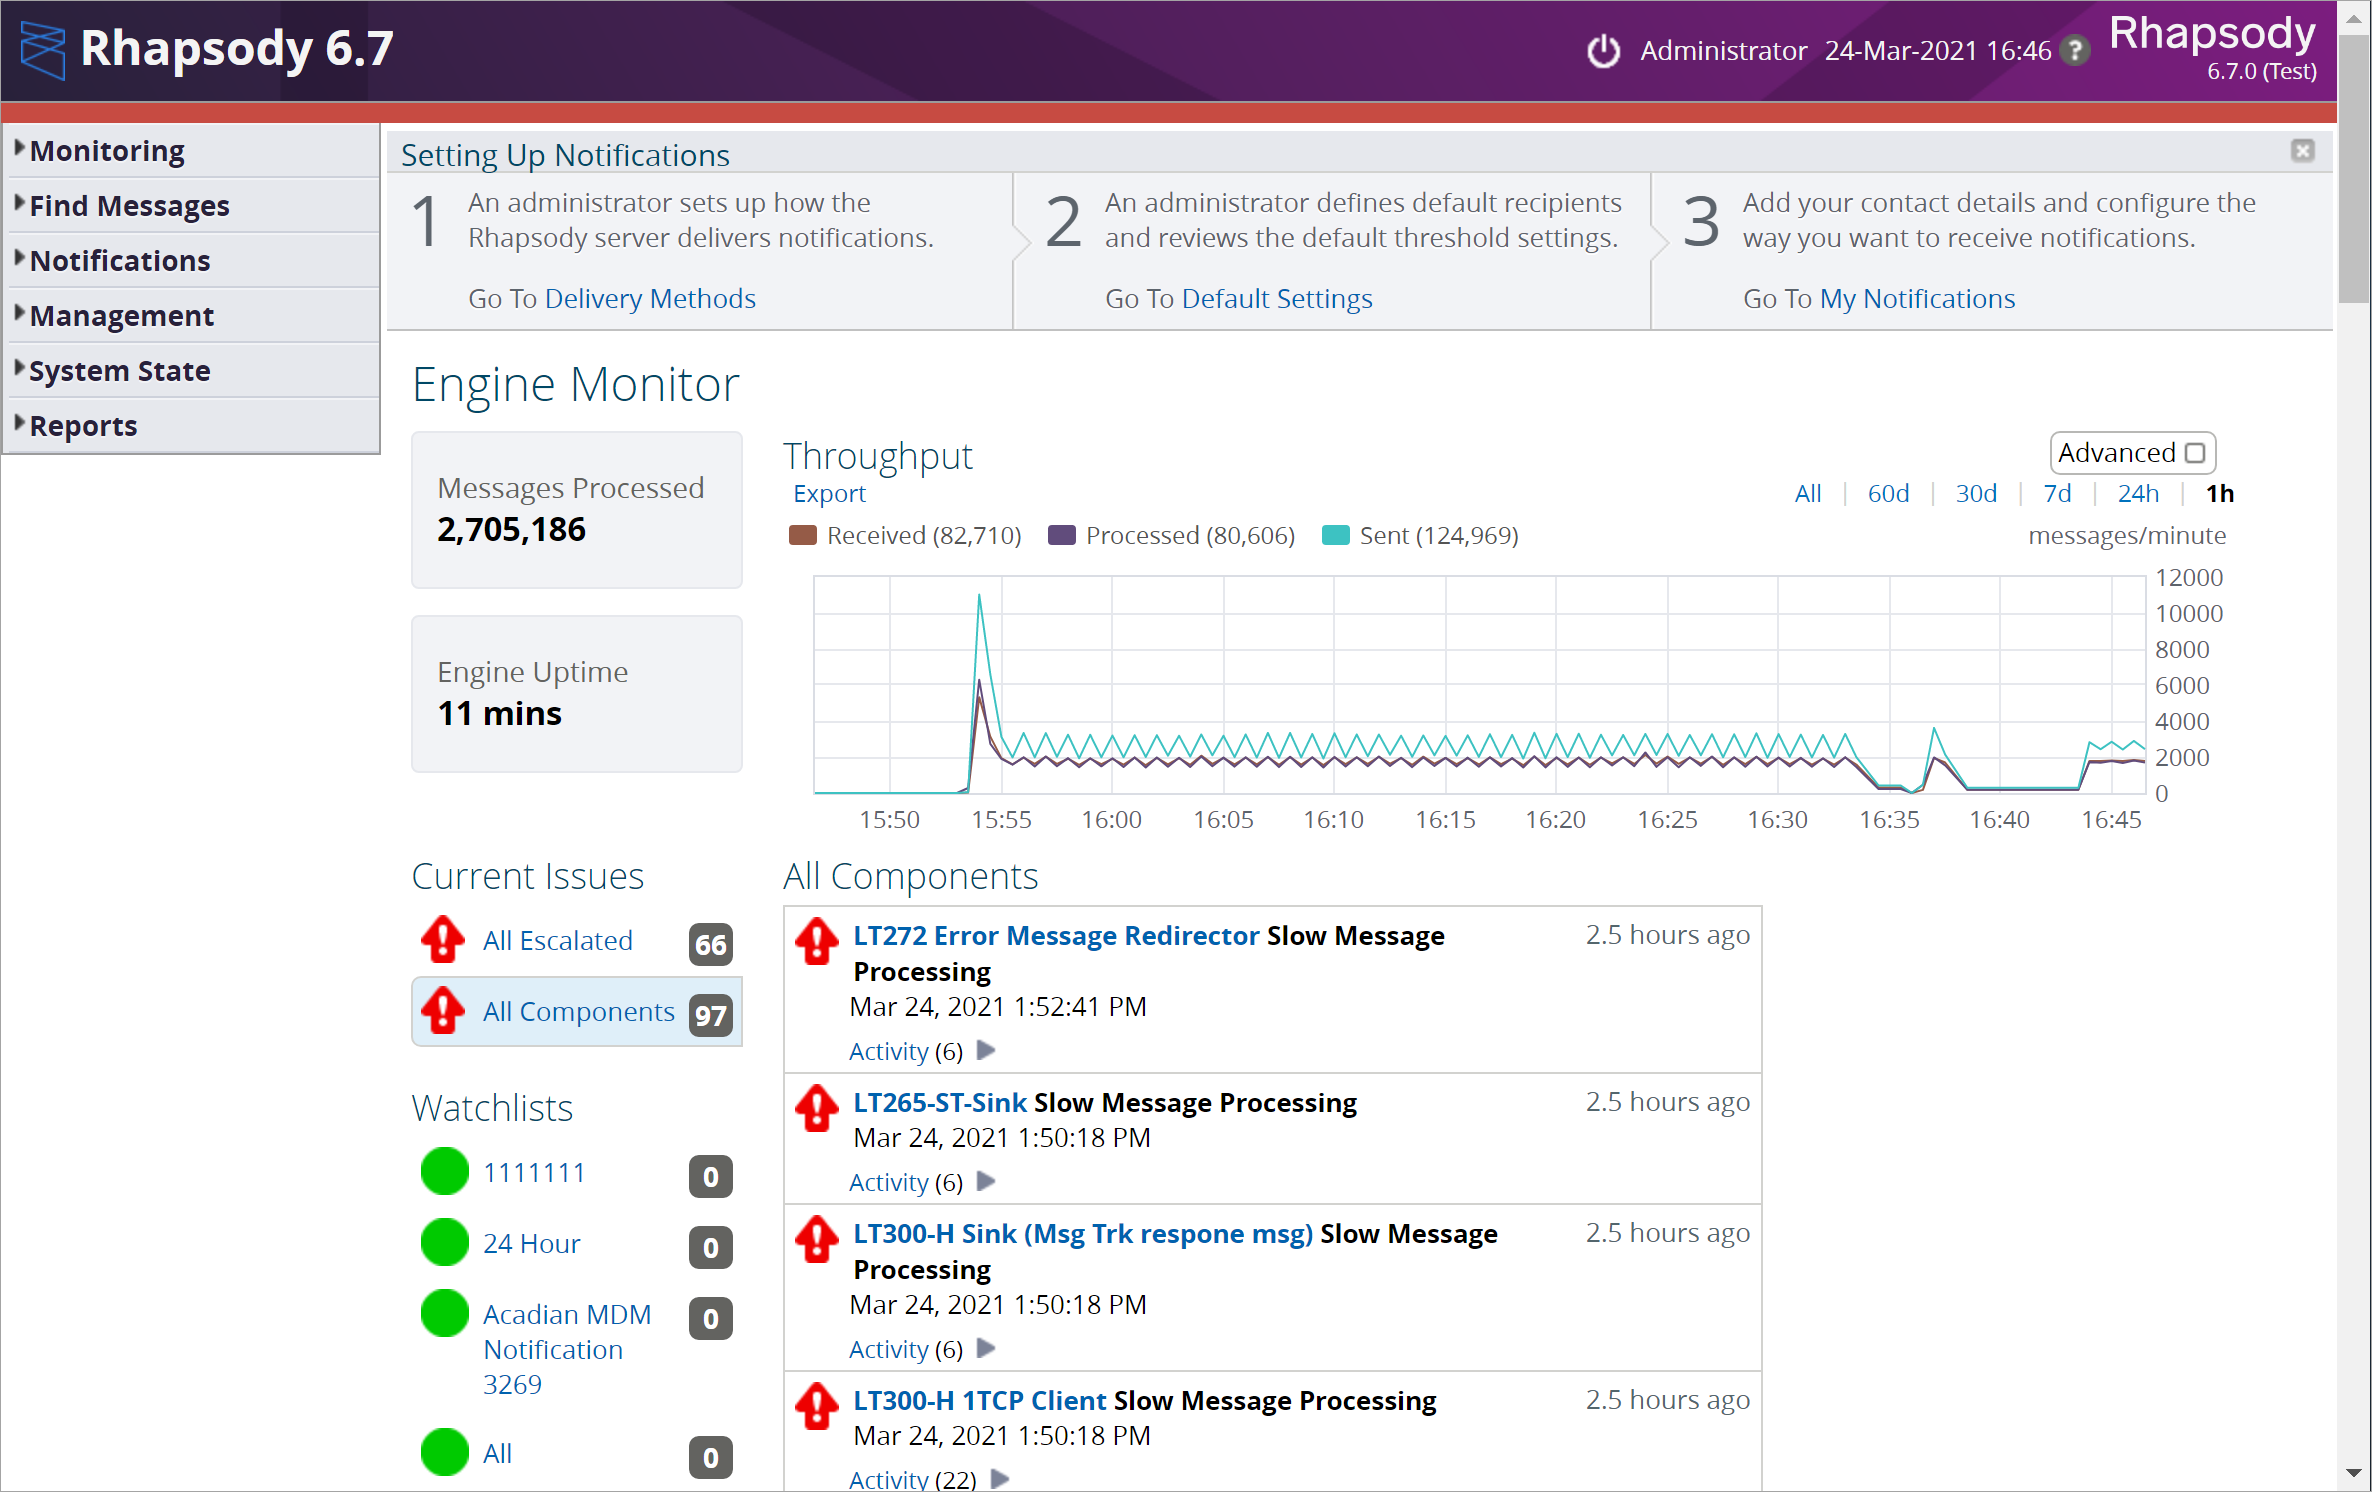 Rhapsody 6.7
Administrator 24-Mar-2021 16:46 ?
Rhapsody
6.7.0 (Test)
Monitoring
Find Messages
Notifications
Management
System State
Reports
Setting Up Notifications
1
An administrator sets up how the
Rhapsody server delivers notifications.
Go To Delivery Methods
2
An administrator defines default recipients
and reviews the default threshold settings.
Go To Default Settings
3
Add your contact details and configure the
way you want to receive notifications.
Go To My Notifications
Engine Monitor
Messages Processed
2,705,186
Engine Uptime
11 mins
Throughput
Export
Advanced
All | 60d | 30d | 7d | 24h | 1h
Received (82,710) Processed (80,606) Sent (124,969)
messages/minute
12000
10000
8000
6000
4000
2000
0
15:50 15:55 16:00 16:05 16:10 16:15 16:20 16:25 16:30 16:35 16:40 16:45
Current Issues
All Escalated 66
All Components 97
Watchlists
1111111 0
24 Hour 0
Acadian MDM 0
Notification
3269
All 0
All Components
LT272 Error Message Redirector Slow Message 2.5 hours ago
Processing
Mar 24, 2021 1:52:41 PM
Activity (6)
LT265-ST-Sink Slow Message Processing 2.5 hours ago
Mar 24, 2021 1:50:18 PM
Activity (6)
LT300-H Sink (Msg Trk respone msg) Slow Message 2.5 hours ago
Processing
Mar 24, 2021 1:50:18 PM
Activity (6)
LT300-H 1TCP Client Slow Message Processing 2.5 hours ago
Mar 24, 2021 1:50:18 PM
Activity (22)